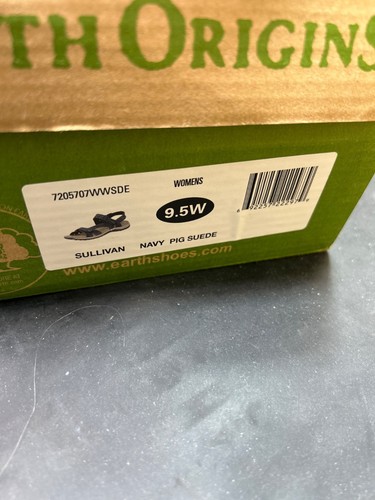 TH ORIGINS
7205707WWSDE
WOMENS
9.5W
SULLIVAN NAVY PIG SUEDE
www.earthshoes.com